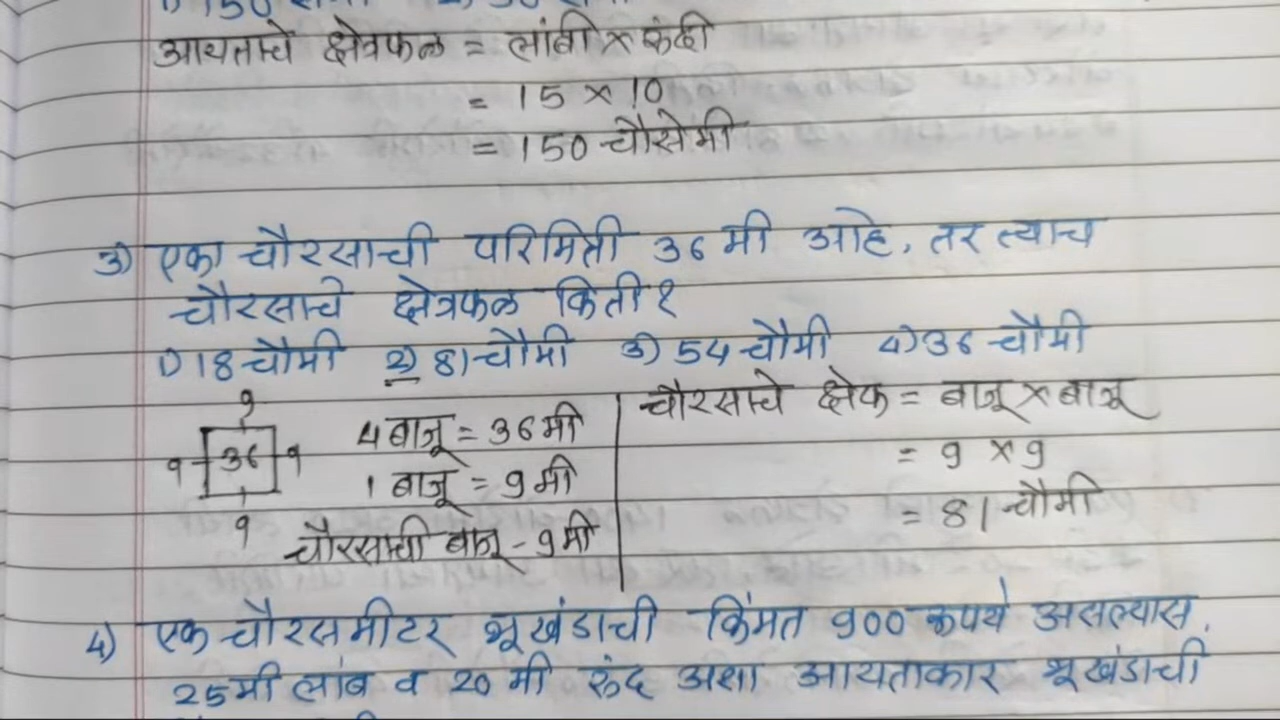 आयताचे क्षेत्रफळ = लांबी × रुंदी
= 15 × 10
= 150 चौसेमी
3) एका चौरसाची परिमिती 36 मी आहे, तर त्याच
चौरसाचे क्षेत्रफळ किती?
1) 18 चौमी 2) 81 चौमी 3) 54 चौमी 4) 36 चौमी
9
9 36 9
9
4 बाजू = 36 मी
1 बाजू = 9 मी
चौरसाची बाजू - 9 मी
चौरसाचे क्षेफ = बाजू × बाजू
= 9 × 9
= 81 चौमी
4) एक चौरसमीटर भूखंडाची किंमत 900 रुपये असल्यास,
25 मी लांब व 20 मी रुंद अशा आयताकार भूखंडाची